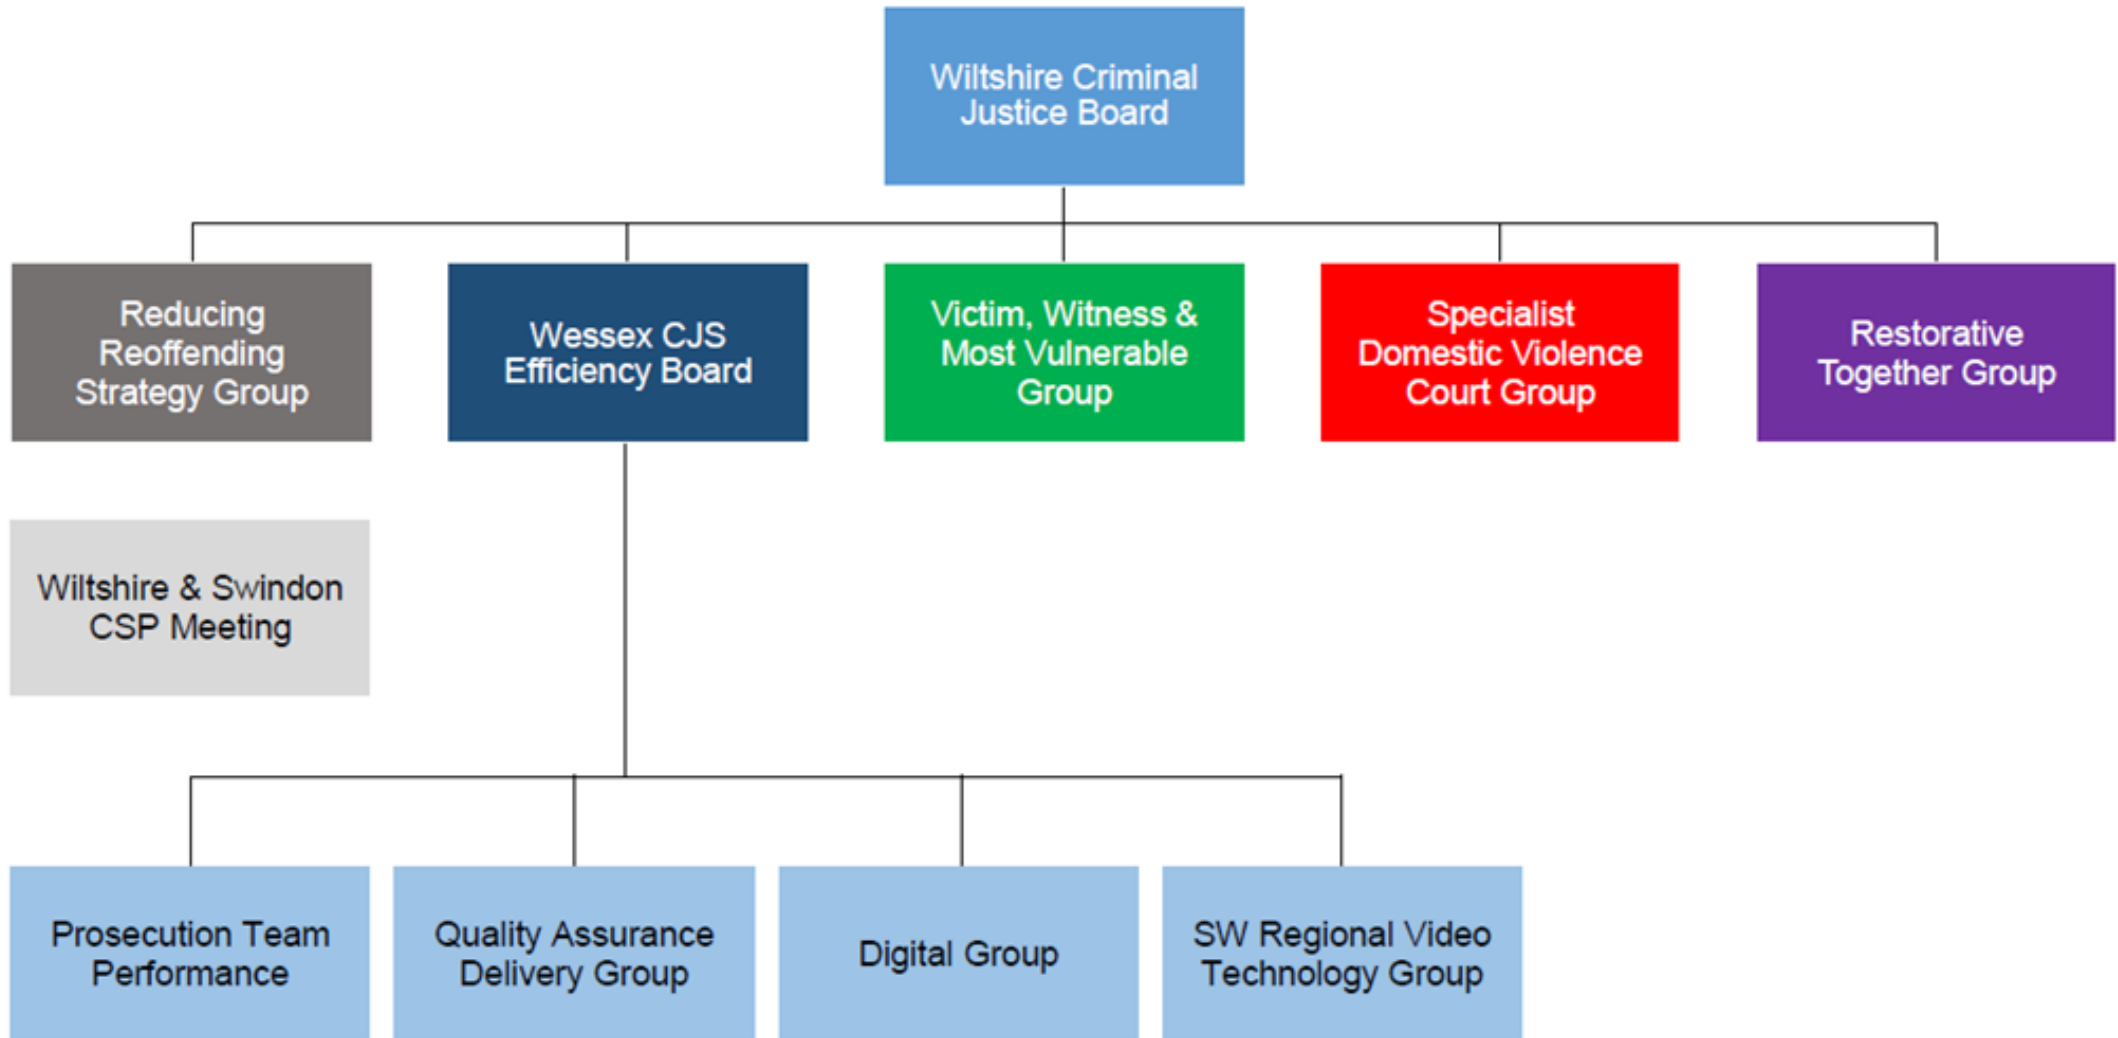 Wiltshire Criminal
Justice Board
Reducing
Reoffending
Strategy Group
Wessex CJS
Efficiency Board
Victim, Witness &
Most Vulnerable
Group
Specialist
Domestic Violence
Court Group
Restorative
Together Group
Wiltshire & Swindon
CSP Meeting
Prosecution Team
Performance
Quality Assurance
Delivery Group
Digital Group
SW Regional Video
Technology Group